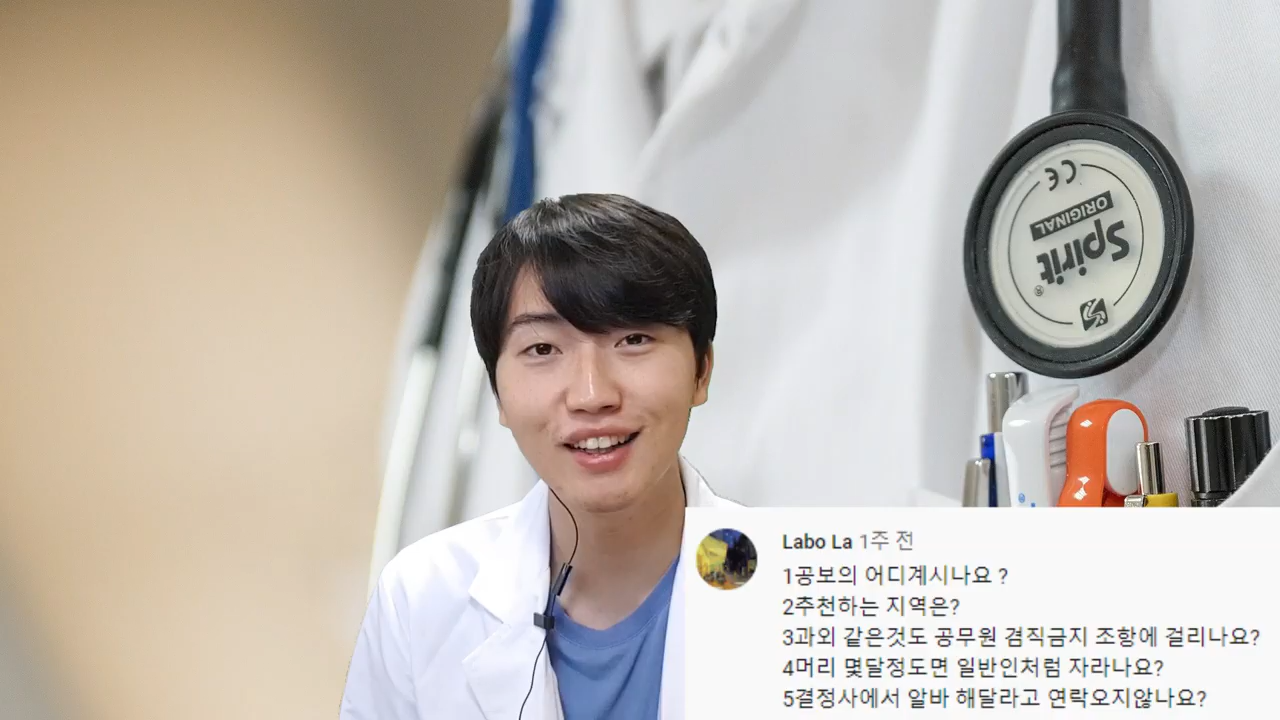 CE
ORIGINAL
Spirit®
Labo La 1주 전
1공보의 어디계시나요 ?
2추천하는 지역은?
3과외 같은것도 공무원 겸직금지 조항에 걸리나요?
4머리 몇달정도면 일반인처럼 자라나요?
5결정사에서 알바 해달라고 연락오지않나요?